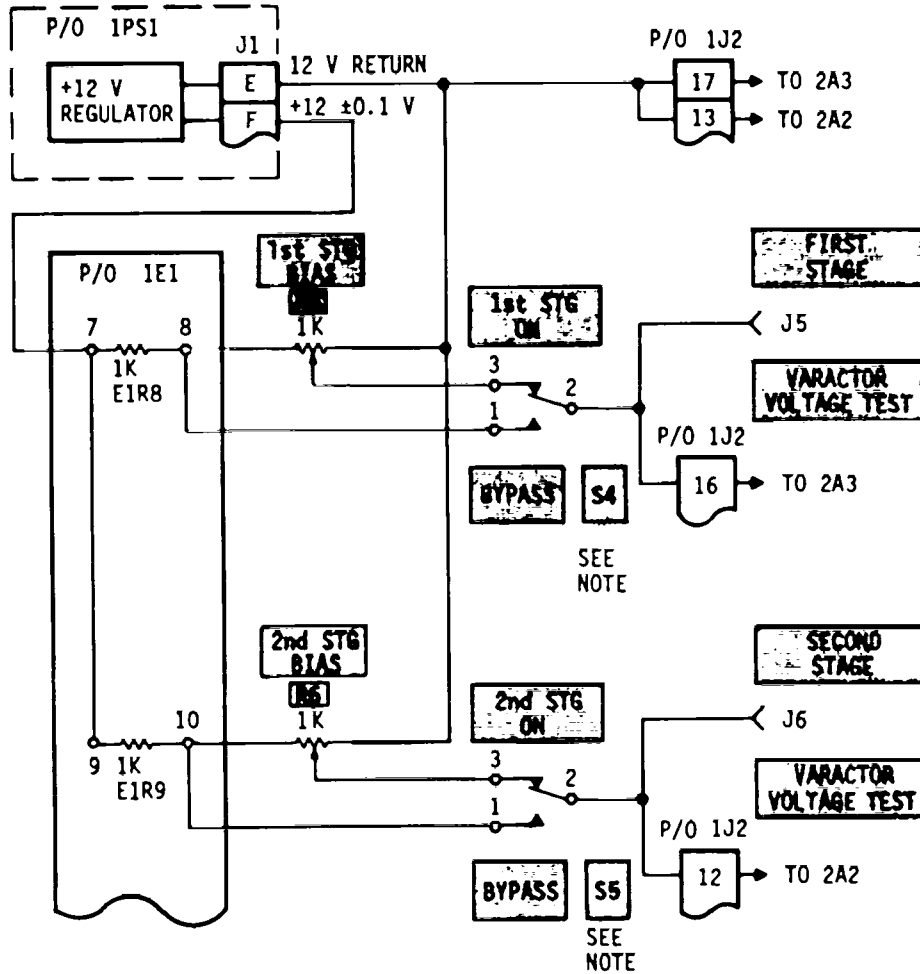 P/O 1PS1
J1
+12 V
REGULATOR
E
F
12 V RETURN
+12 ±0.1 V
P/O 1J2
17
TO 2A3
13
TO 2A2
P/O 1E1
7
8
1K
E1R8
1st STG
BIAS
1K
1st STG
ON
3
2
1
FIRST
STAGE
J5
VARACTOR
VOLTAGE TEST
P/O 1J2
16
TO 2A3
BYPASS
S4
SEE
NOTE
2nd STG
BIAS
R6
1K
9
10
1K
E1R9
2nd STG
ON
3
2
1
SECOND
STAGE
J6
VARACTOR
VOLTAGE TEST
P/O 1J2
12
TO 2A2
BYPASS
S5
SEE
NOTE